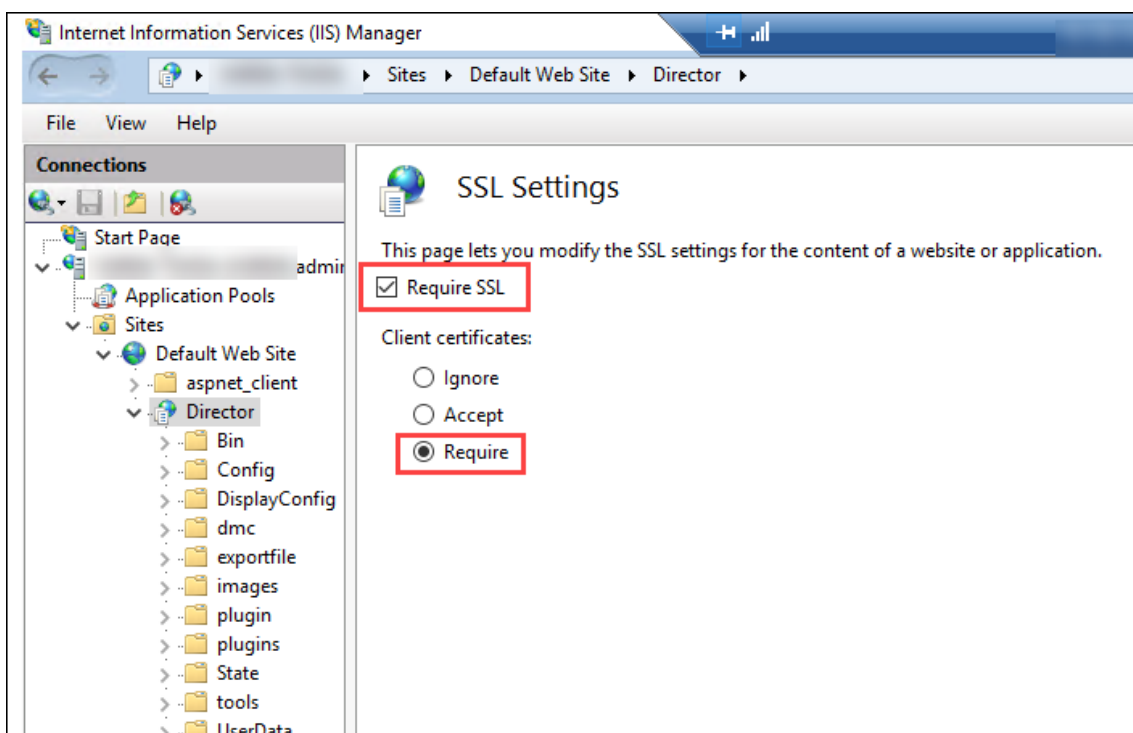 Internet Information Services (IIS) Manager
Sites Default Web Site Director
File View Help
Connections
Start Page
admin
Application Pools
Sites
Default Web Site
aspnet_client
Director
Bin
Config
DisplayConfig
dmc
exportfile
images
plugin
plugins
State
tools
UserData
SSL Settings
This page lets you modify the SSL settings for the content of a website or application.
Require SSL
Client certificates:
Ignore
Accept
Require